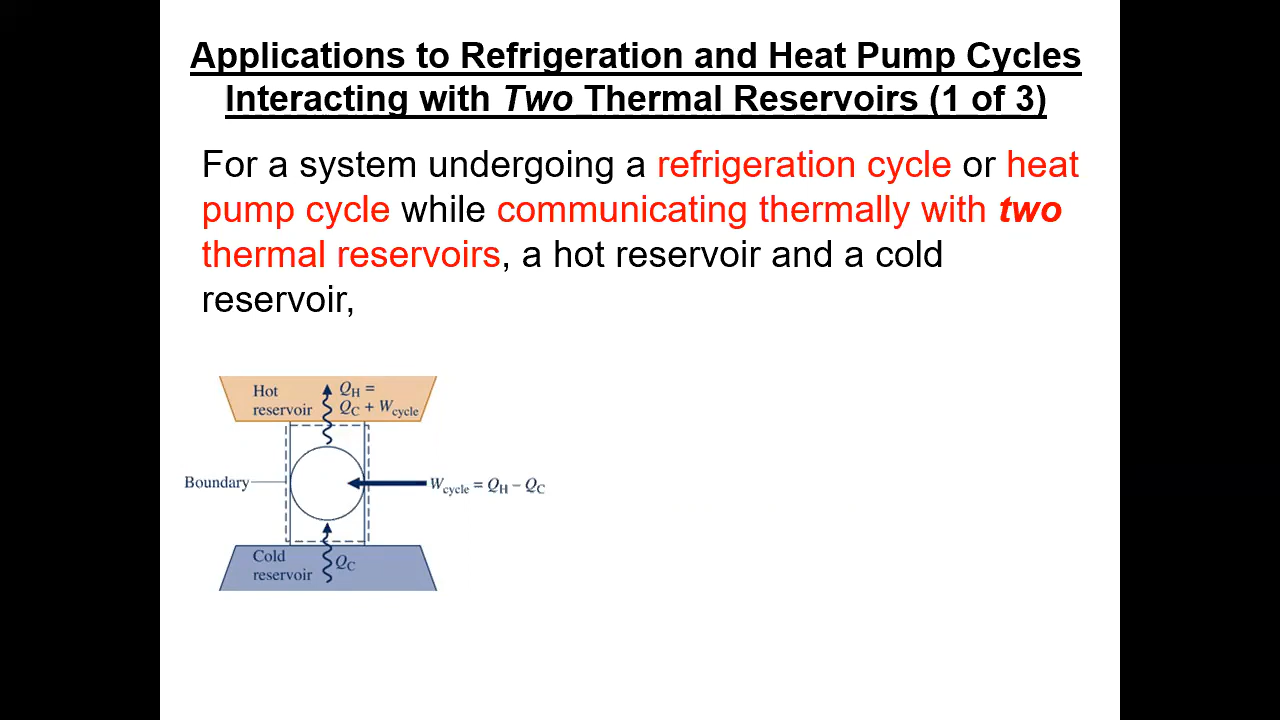 Applications to Refrigeration and Heat Pump Cycles
Interacting with Two Thermal Reservoirs (1 of 3)
For a system undergoing a refrigeration cycle or heat
pump cycle while communicating thermally with two
thermal reservoirs, a hot reservoir and a cold
reservoir,
Hot
reservoir
QH =
QC + Wcycle
Boundary
Wcycle = QH – QC
Cold
reservoir
QC